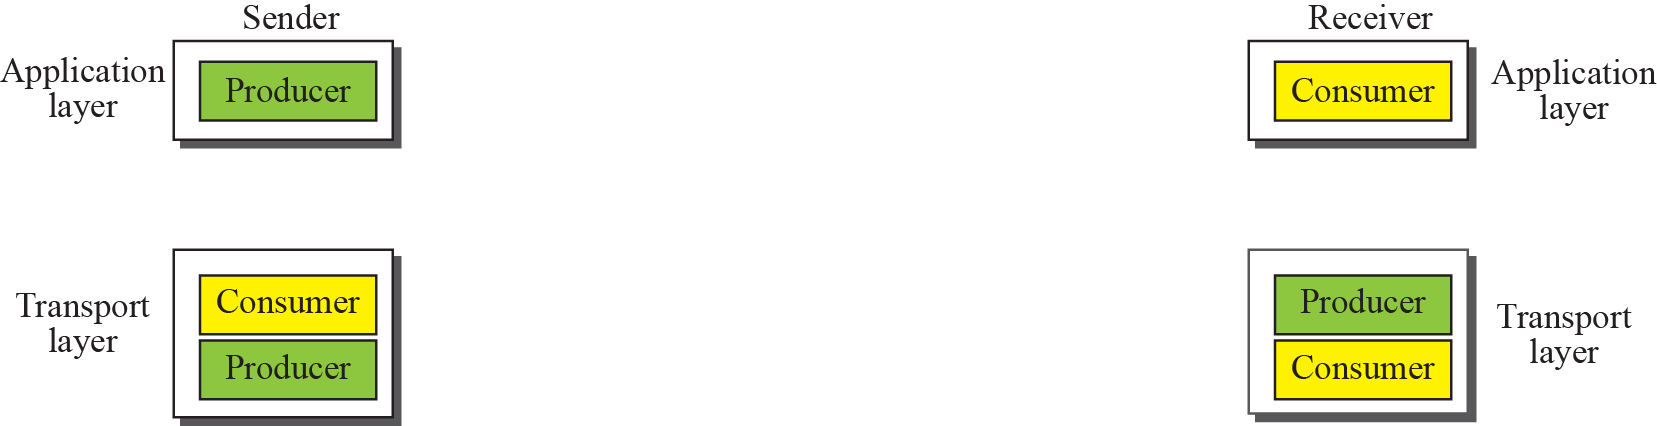 Sender
Receiver
Application
layer
Producer
Consumer
Application
layer
Transport
layer
Consumer
Producer
Producer
Consumer
Transport
layer